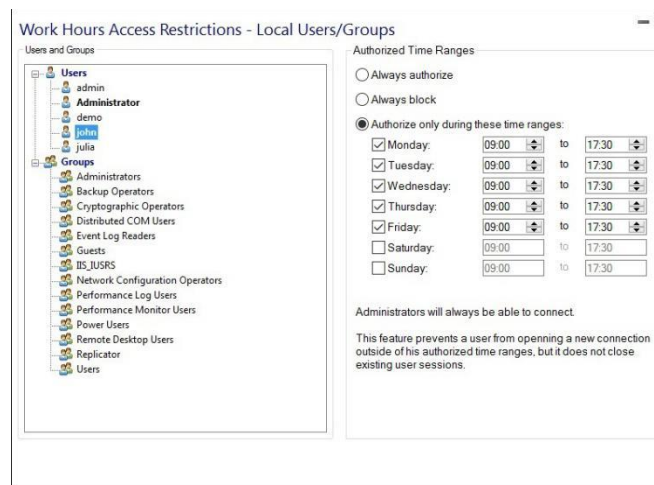 Work Hours Access Restrictions - Local Users/Groups
Users and Groups
Users
admin
Administrator
demo
john
julia
Groups
Administrators
Backup Operators
Cryptographic Operators
Distributed COM Users
Event Log Readers
Guests
IIS_IUSRS
Network Configuration Operators
Performance Log Users
Performance Monitor Users
Power Users
Remote Desktop Users
Replicator
Users
Authorized Time Ranges
Always authorize
Always block
Authorize only during these time ranges:
Monday: 09:00 to 17:30
Tuesday: 09:00 to 17:30
Wednesday: 09:00 to 17:30
Thursday: 09:00 to 17:30
Friday: 09:00 to 17:30
Saturday: 09:00 to 17:30
Sunday: 09:00 to 17:30
Administrators will always be able to connect.
This feature prevents a user from openning a new connection
outside of his authorized time ranges, but it does not close
existing user sessions.